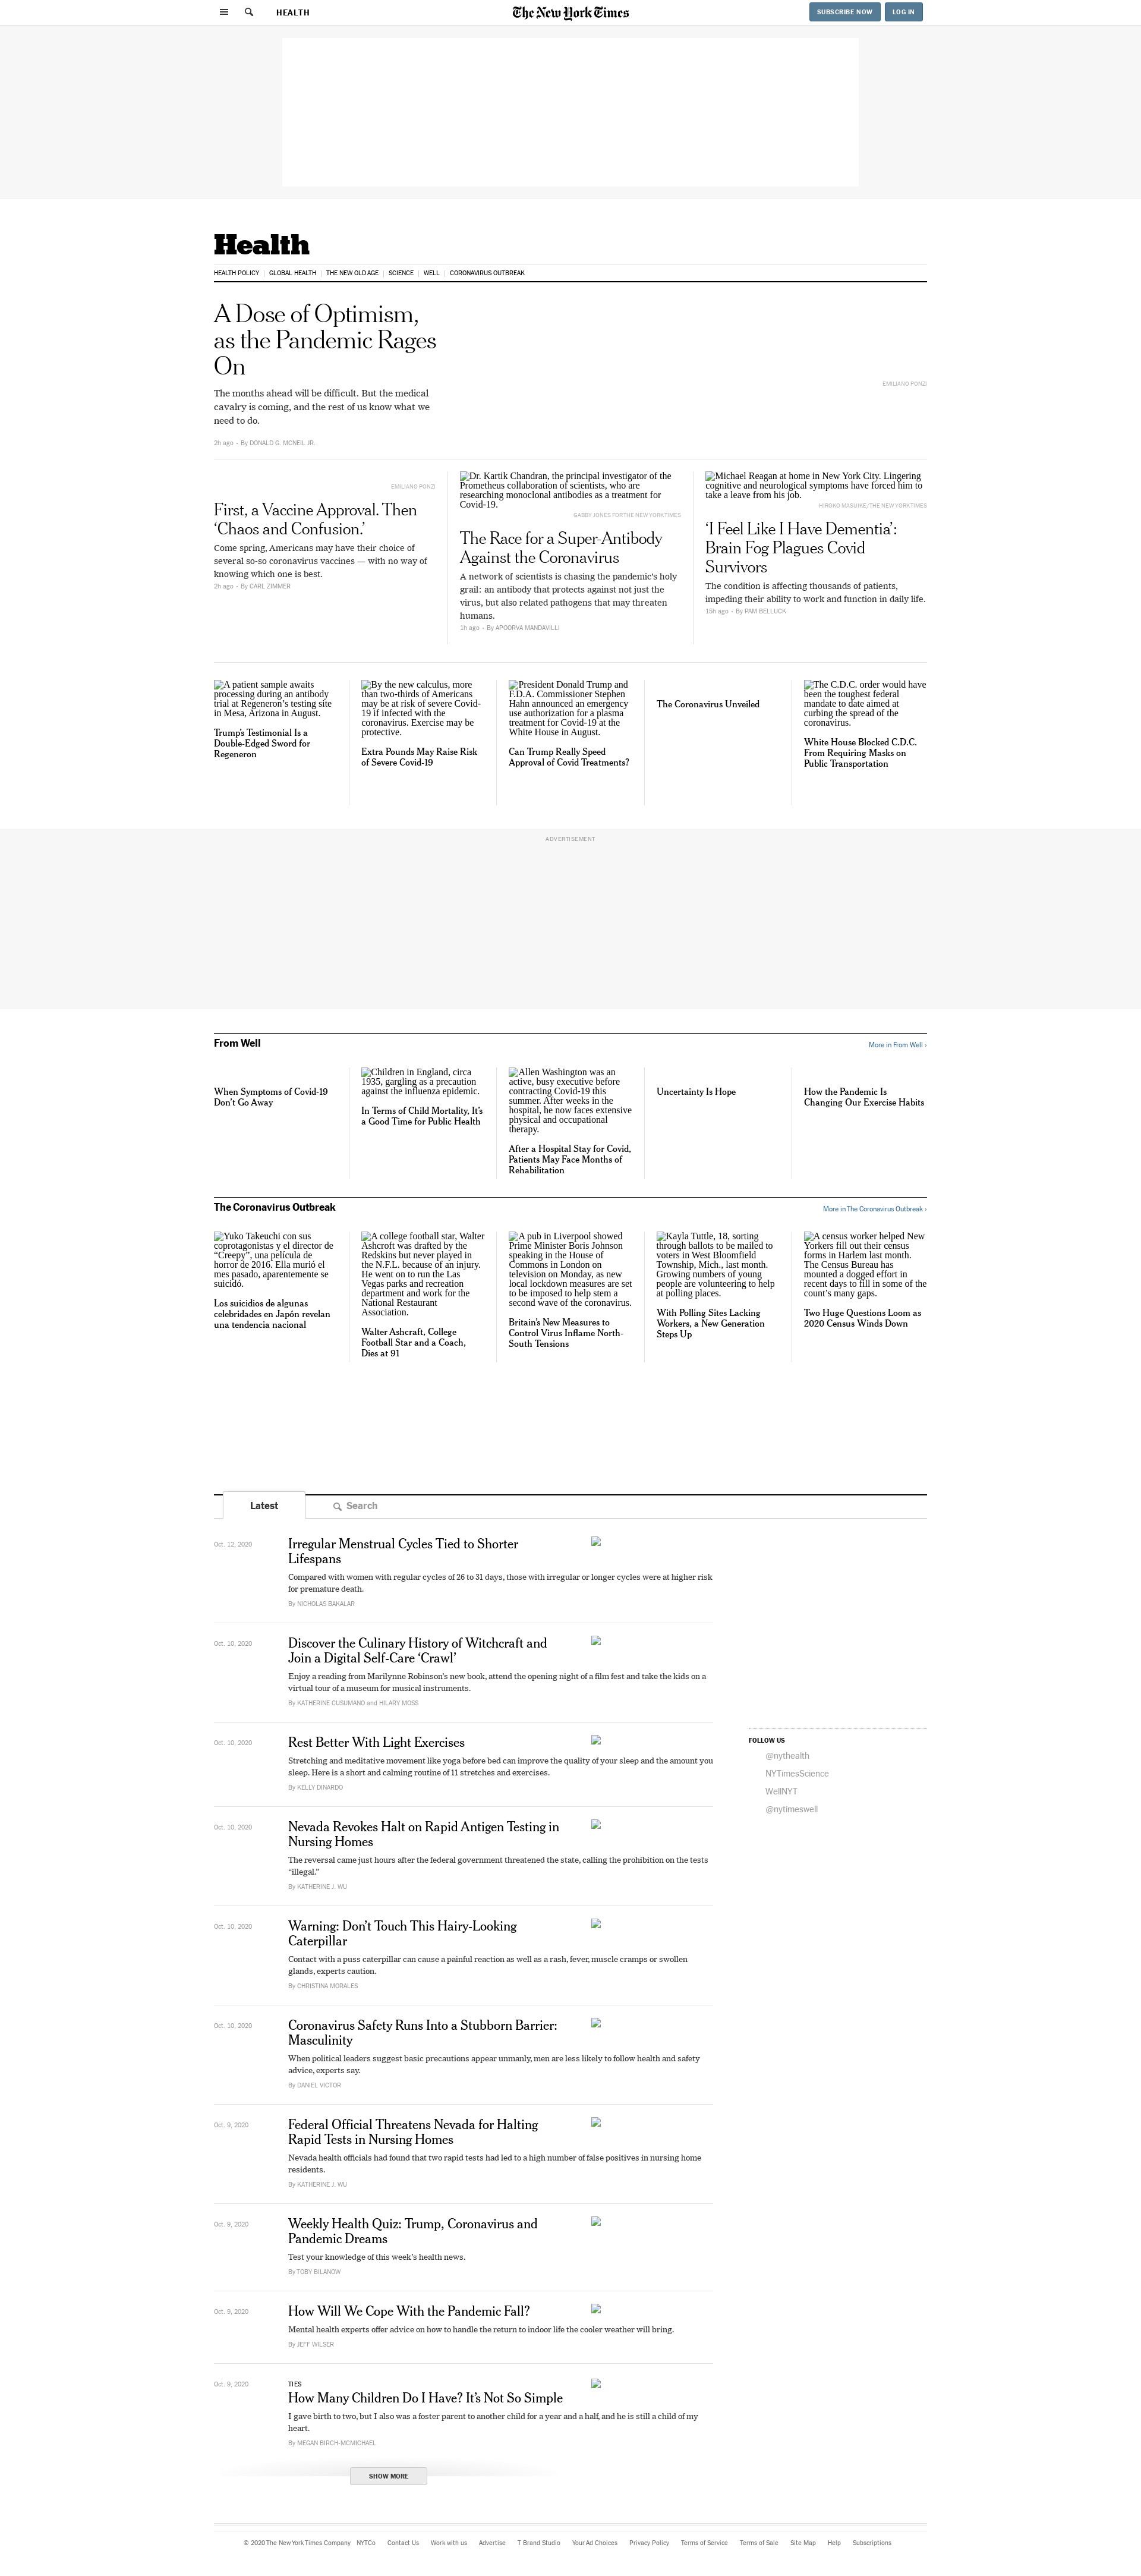 HEALTH
The New York Times
SUBSCRIBE NOW
LOG IN
Health
HEALTH POLICY
GLOBAL HEALTH
THE NEW OLD AGE
SCIENCE
WELL
CORONAVIRUS OUTBREAK
A Dose of Optimism,
as the Pandemic Rages
On
The months ahead will be difficult. But the medical
cavalry is coming, and the rest of us know what we
need to do.
2h ago · By DONALD G. MCNEIL JR.
EMILIANO PONZI
EMILIANO PONZI
First, a Vaccine Approval. Then
‘Chaos and Confusion.’
Come spring, Americans may have their choice of
several so-so coronavirus vaccines — with no way of
knowing which one is best.
2h ago · By CARL ZIMMER
Dr. Kartik Chandran, the principal investigator of the
Prometheus collaboration of scientists, who are
researching monoclonal antibodies as a treatment for
Covid-19.
GABBY JONES FOR THE NEW YORK TIMES
The Race for a Super-Antibody
Against the Coronavirus
A network of scientists is chasing the pandemic’s holy
grail: an antibody that protects against not just the
virus, but also related pathogens that may threaten
humans.
1h ago · By APOORVA MANDAVILLI
Michael Reagan at home in New York City. Lingering
cognitive and neurological symptoms have forced him to
take a leave from his job.
HIROKO MASUIKE/THE NEW YORK TIMES
‘I Feel Like I Have Dementia’:
Brain Fog Plagues Covid
Survivors
The condition is affecting thousands of patients,
impeding their ability to work and function in daily life.
15h ago · By PAM BELLUCK
A patient sample awaits
processing during an antibody
trial at Regeneron’s testing site
in Mesa, Arizona in August.
Trump’s Testimonial Is a
Double-Edged Sword for
Regeneron
By the new calculus, more
than two-thirds of Americans
may be at risk of severe Covid-
19 if infected with the
coronavirus. Exercise may be
protective.
Extra Pounds May Raise Risk
of Severe Covid-19
President Donald Trump and
F.D.A. Commissioner Stephen
Hahn announced an emergency
use authorization for a plasma
treatment for Covid-19 at the
White House in August.
Can Trump Really Speed
Approval of Covid Treatments?
The Coronavirus Unveiled
The C.D.C. order would have
been the toughest federal
mandate to date aimed at
curbing the spread of the
coronavirus.
White House Blocked C.D.C.
From Requiring Masks on
Public Transportation
ADVERTISEMENT
From Well
More in From Well ›
When Symptoms of Covid-19
Don’t Go Away
Children in England, circa
1935, gargling as a precaution
against the influenza epidemic.
In Terms of Child Mortality, It’s
a Good Time for Public Health
Allen Washington was an
active, busy executive before
contracting Covid-19 this
summer. After weeks in the
hospital, he now faces extensive
physical and occupational
therapy.
After a Hospital Stay for Covid,
Patients May Face Months of
Rehabilitation
Uncertainty Is Hope
How the Pandemic Is
Changing Our Exercise Habits
The Coronavirus Outbreak
More in The Coronavirus Outbreak ›
Yuko Takeuchi con sus
coprotagonistas y el director de
“Creepy”, una película de
horror de 2016. Ella murió el
mes pasado, aparentemente se
suicidó.
Los suicidios de algunas
celebridades en Japón revelan
una tendencia nacional
A college football star, Walter
Ashcroft was drafted by the
Redskins but never played in
the N.F.L. because of an injury.
He went on to run the Las
Vegas parks and recreation
department and work for the
National Restaurant
Association.
Walter Ashcraft, College
Football Star and a Coach,
Dies at 91
A pub in Liverpool showed
Prime Minister Boris Johnson
speaking in the House of
Commons in London on
television on Monday, as new
local lockdown measures are set
to be imposed to help stem a
second wave of the coronavirus.
Britain’s New Measures to
Control Virus Inflame North-
South Tensions
Kayla Tuttle, 18, sorting
through ballots to be mailed to
voters in West Bloomfield
Township, Mich., last month.
Growing numbers of young
people are volunteering to help
at polling places.
With Polling Sites Lacking
Workers, a New Generation
Steps Up
A census worker helped New
Yorkers fill out their census
forms in Harlem last month.
The Census Bureau has
mounted a dogged effort in
recent days to fill in some of the
count’s many gaps.
Two Huge Questions Loom as
2020 Census Winds Down
Latest
Search
Oct. 12, 2020
Irregular Menstrual Cycles Tied to Shorter
Lifespans
Compared with women with regular cycles of 26 to 31 days, those with irregular or longer cycles were at higher risk
for premature death.
By NICHOLAS BAKALAR
Oct. 10, 2020
Discover the Culinary History of Witchcraft and
Join a Digital Self-Care ‘Crawl’
Enjoy a reading from Marilynne Robinson’s new book, attend the opening night of a film fest and take the kids on a
virtual tour of a museum for musical instruments.
By KATHERINE CUSUMANO and HILARY MOSS
Oct. 10, 2020
Rest Better With Light Exercises
Stretching and meditative movement like yoga before bed can improve the quality of your sleep and the amount you
sleep. Here is a short and calming routine of 11 stretches and exercises.
By KELLY DINARDO
Oct. 10, 2020
Nevada Revokes Halt on Rapid Antigen Testing in
Nursing Homes
The reversal came just hours after the federal government threatened the state, calling the prohibition on the tests
“illegal.”
By KATHERINE J. WU
Oct. 10, 2020
Warning: Don’t Touch This Hairy-Looking
Caterpillar
Contact with a puss caterpillar can cause a painful reaction as well as a rash, fever, muscle cramps or swollen
glands, experts caution.
By CHRISTINA MORALES
Oct. 10, 2020
Coronavirus Safety Runs Into a Stubborn Barrier:
Masculinity
When political leaders suggest basic precautions appear unmanly, men are less likely to follow health and safety
advice, experts say.
By DANIEL VICTOR
Oct. 9, 2020
Federal Official Threatens Nevada for Halting
Rapid Tests in Nursing Homes
Nevada health officials had found that two rapid tests had led to a high number of false positives in nursing home
residents.
By KATHERINE J. WU
Oct. 9, 2020
Weekly Health Quiz: Trump, Coronavirus and
Pandemic Dreams
Test your knowledge of this week’s health news.
By TOBY BILANOW
Oct. 9, 2020
How Will We Cope With the Pandemic Fall?
Mental health experts offer advice on how to handle the return to indoor life the cooler weather will bring.
By JEFF WILSER
Oct. 9, 2020
TIES
How Many Children Do I Have? It’s Not So Simple
I gave birth to two, but I also was a foster parent to another child for a year and a half, and he is still a child of my
heart.
By MEGAN BIRCH-MCMICHAEL
SHOW MORE
FOLLOW US
@nythealth
NYTimesScience
WellNYT
@nytimeswell
© 2020 The New York Times Company NYTCo Contact Us Work with us Advertise T Brand Studio Your Ad Choices Privacy Policy Terms of Service Terms of Sale Site Map Help Subscriptions